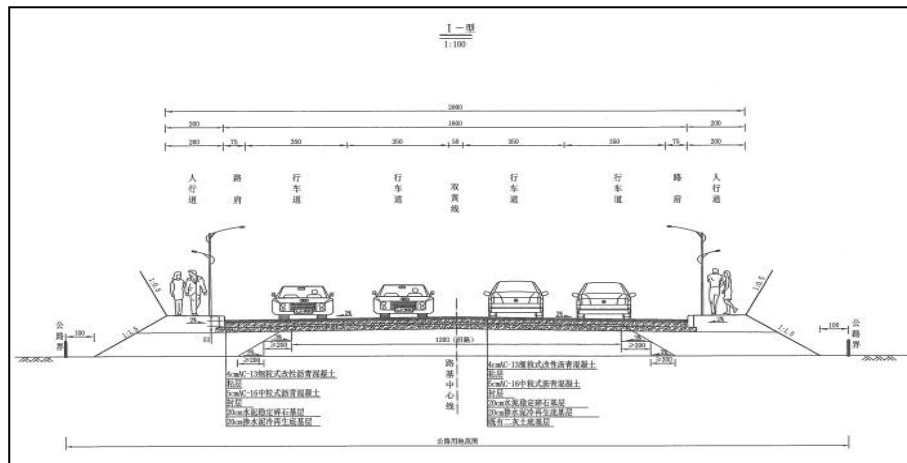 I一型
1:100
2000
200 1600 200
200 75 350 350 50 350 350 75 200
人行道 路肩 行车道 行车道 双黄线 行车道 行车道 路肩 人行道
1:0.5 1:0.5
1:1.5 1:1.5
2% 2%
公路界 100 100 公路界
22
1200（旧路）
≥200 ≥200 ≥200 ≥200
路基中心线
4cmAC-13细粒式改性沥青混凝土
粘层
5cmAC-16中粒式沥青混凝土
封层
20cm水泥稳定碎石基层
20cm掺水泥冷再生底基层
4cmAC-13细粒式改性沥青混凝土
粘层
5cmAC-16中粒式沥青混凝土
封层
20cm水泥稳定碎石基层
20cm掺水泥冷再生底基层
既有二灰土底基层
公路用地范围